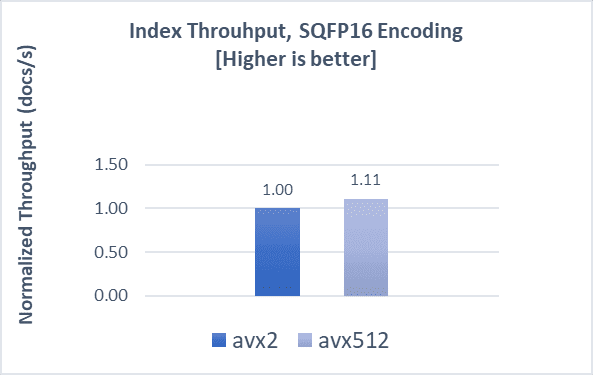 Index Throuhput, SQFP16 Encoding
[Higher is better]
Normalized Throughput (docs/s)
1.50
1.00
0.50
0.00
1.00
1.11
avx2
avx512